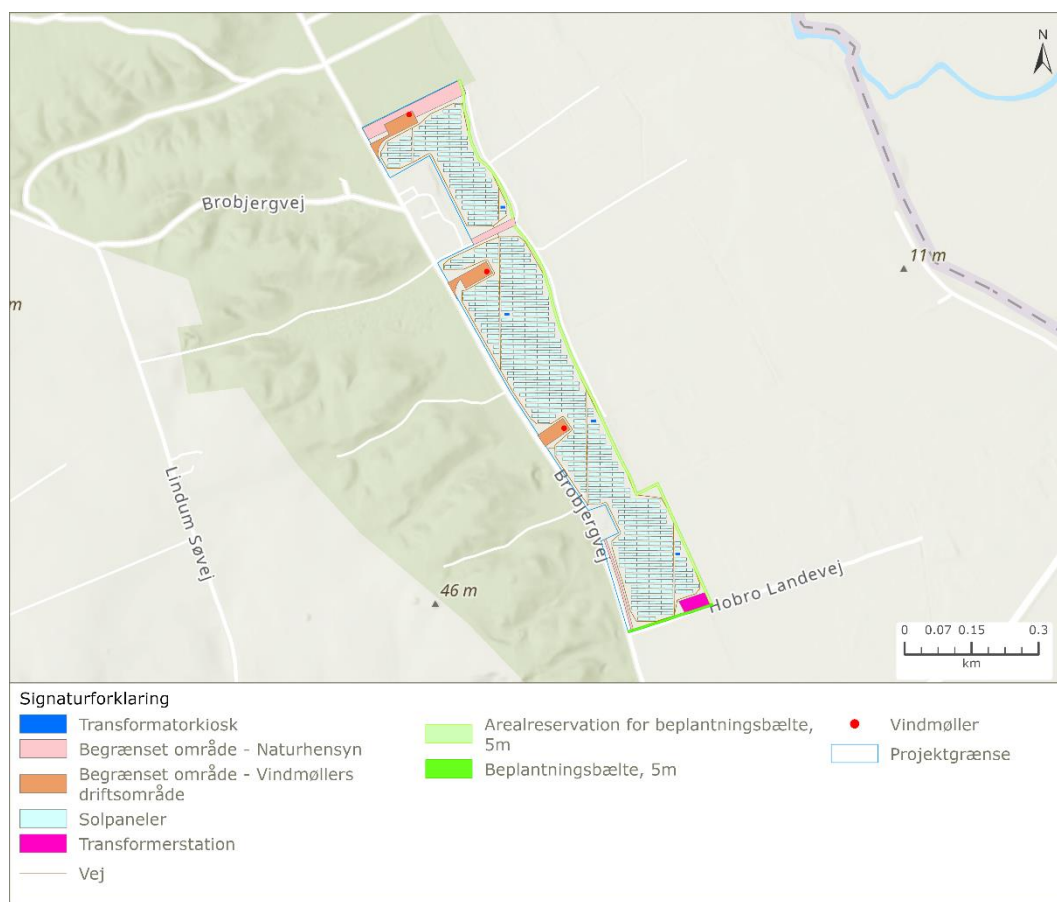 N
Brobjergvej
11 m
m
Brobjergvej
Lindum Søvej
46 m
Hobro Landevej
0 0.07 0.15 0.3
km
Signaturforklaring
Transformatorkiosk
Begrænset område - Naturhensyn
Begrænset område - Vindmøllers
driftsområde
Solpaneler
Transformerstation
Vej
Arealreservation for beplantningsbælte,
5m
Beplantningsbælte, 5m
Vindmøller
Projektgrænse